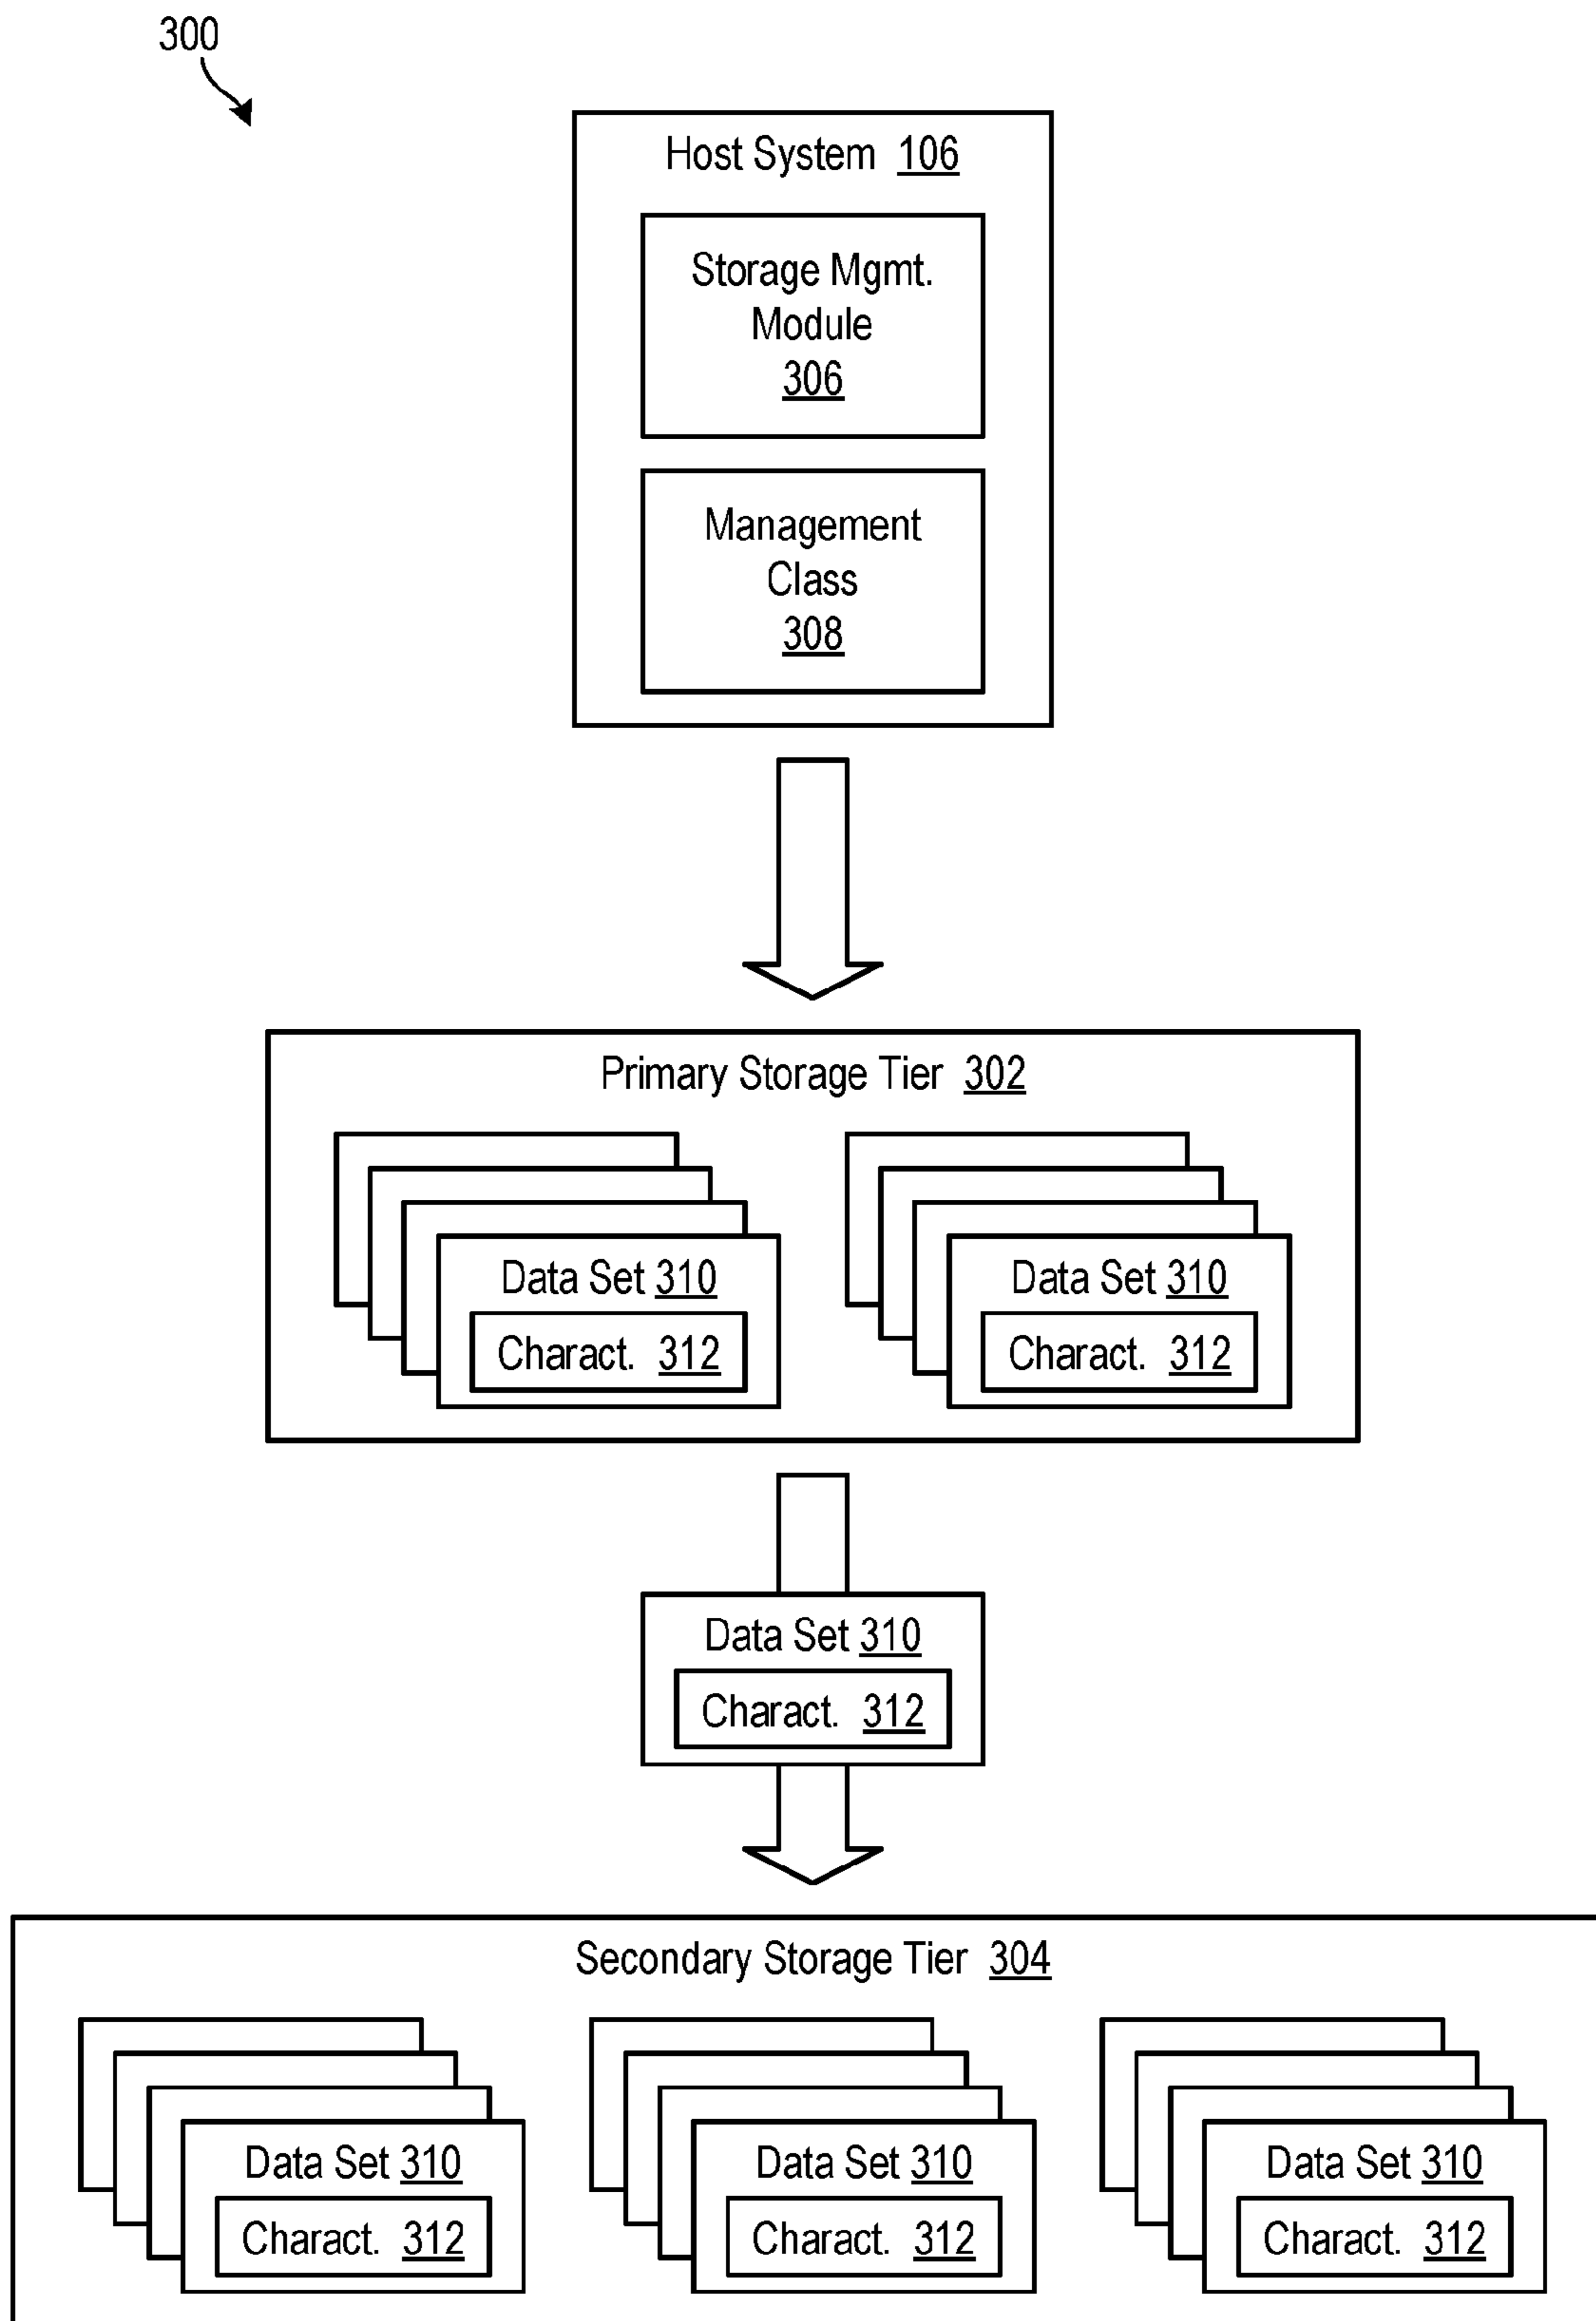 300
Host System 106
Storage Mgmt.
Module
306
Management
Class
308
Primary Storage Tier 302
Data Set 310
Charact. 312
Data Set 310
Charact. 312
Data Set 310
Charact. 312
Secondary Storage Tier 304
Data Set 310
Charact. 312
Data Set 310
Charact. 312
Data Set 310
Charact. 312